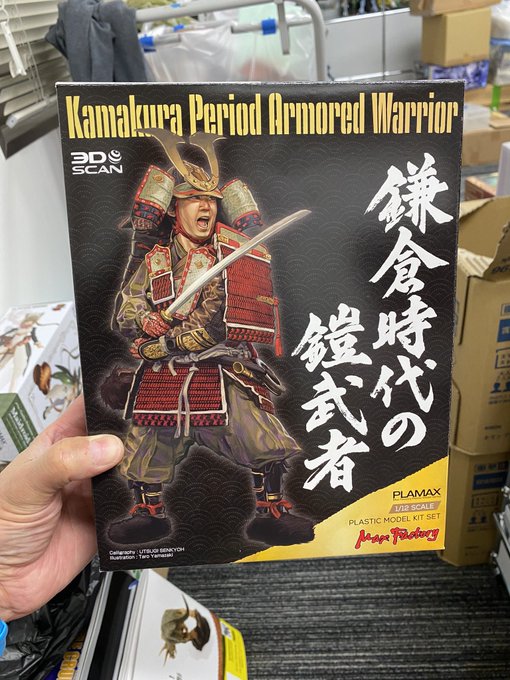 Kamakura Period Armored Warrior
3D
SCAN
鎌倉時代の
鎧武者
PLAMAX
1/12 SCALE
PLASTIC MODEL KIT SET
Max Factory
Calligraphy : UTSUGI SENKYOH
Illustration : Taro Yamazaki